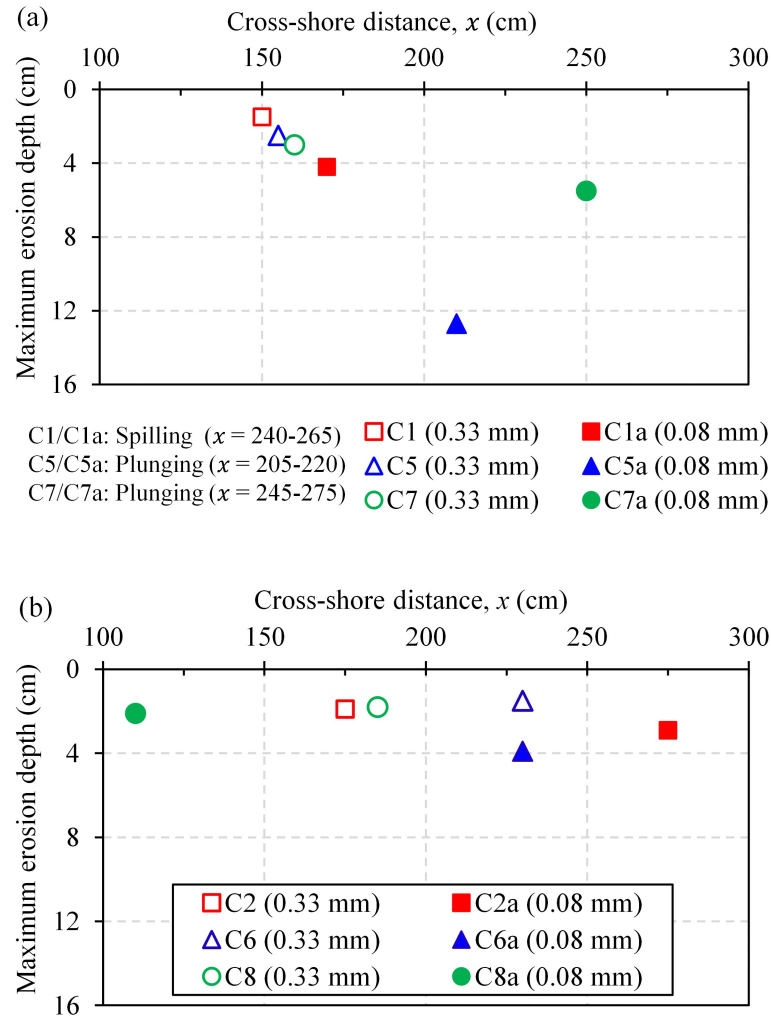 (a)
Cross-shore distance, x (cm)
100 150 200 250 300
Maximum erosion depth (cm)
0
4
8
12
16
C1/C1a: Spilling (x = 240-265)
C5/C5a: Plunging (x = 205-220)
C7/C7a: Plunging (x = 245-275)
C1 (0.33 mm) C1a (0.08 mm)
C5 (0.33 mm) C5a (0.08 mm)
C7 (0.33 mm) C7a (0.08 mm)
(b)
Cross-shore distance, x (cm)
100 150 200 250 300
Maximum erosion depth (cm)
0
4
8
12
16
C2 (0.33 mm) C2a (0.08 mm)
C6 (0.33 mm) C6a (0.08 mm)
C8 (0.33 mm) C8a (0.08 mm)